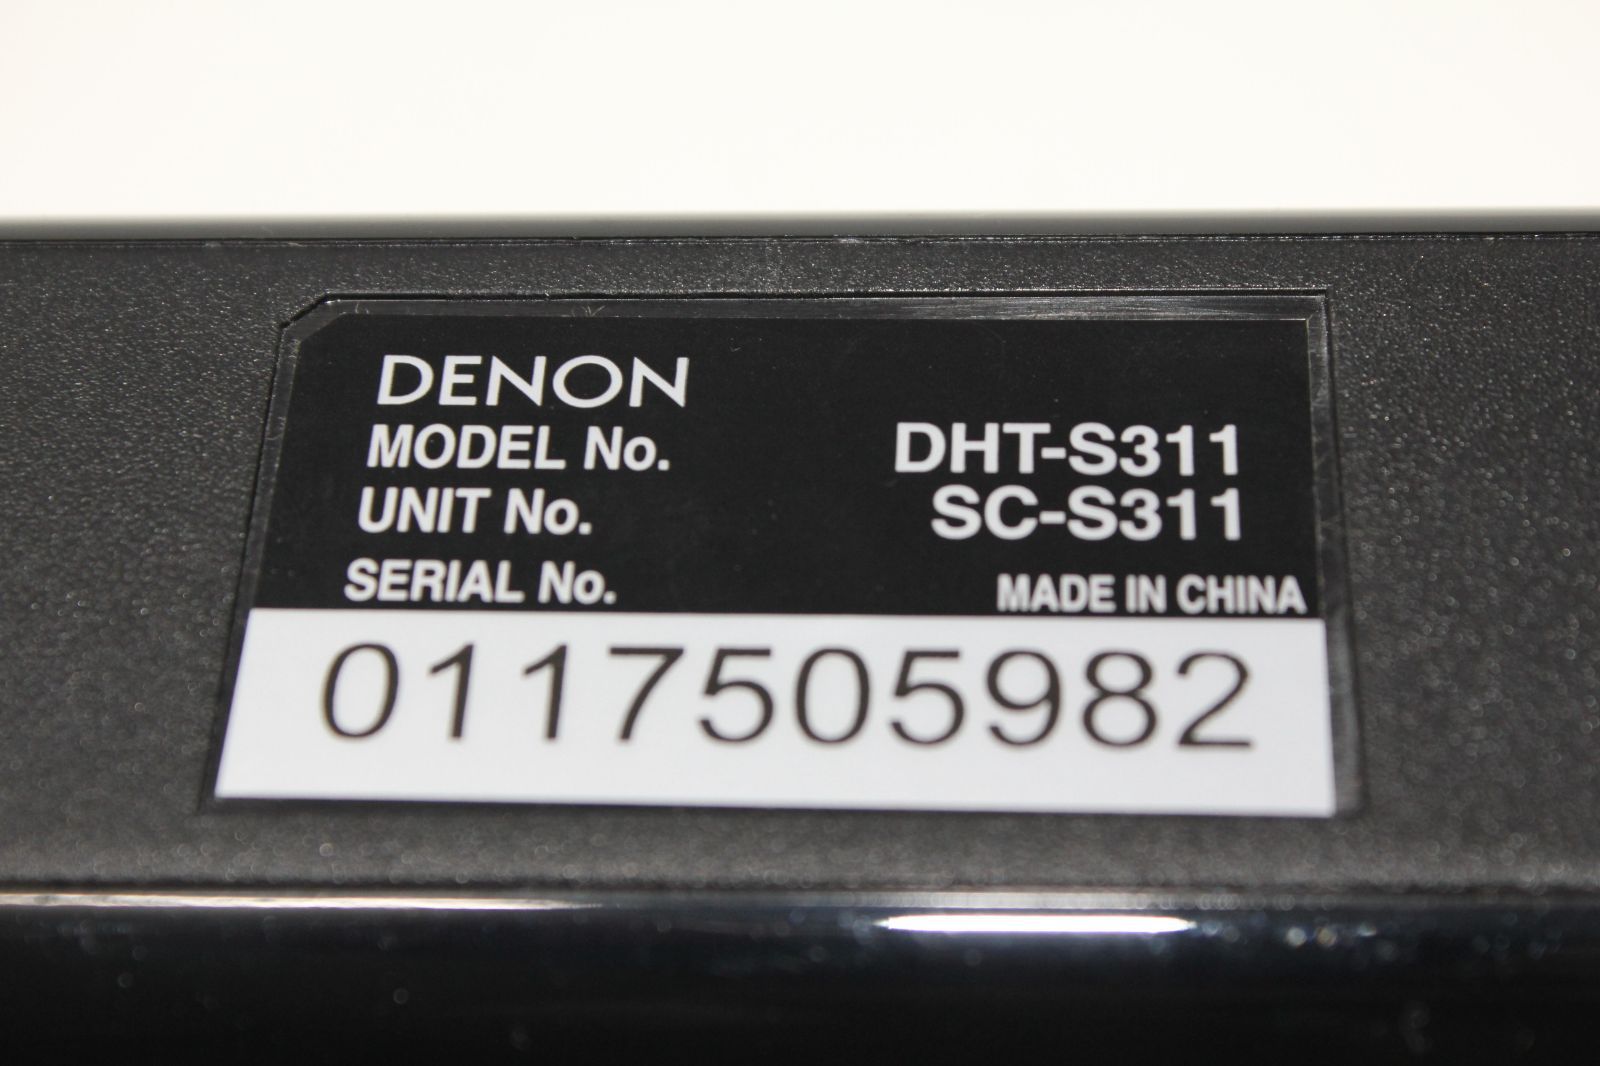 DENON
MODEL No. DHT-S311
UNIT No. SC-S311
SERIAL No. MADE IN CHINA
0117505982